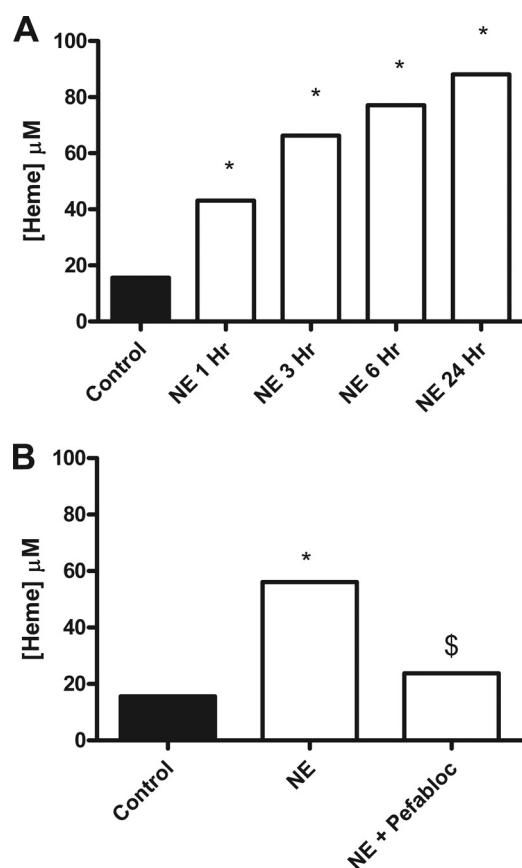 A
[Heme] μM
100
80
60
40
20
0
*
*
*
*
Control
NE 1 Hr
NE 3 Hr
NE 6 Hr
NE 24 Hr
B
[Heme] μM
100
80
60
40
20
0
*
$
Control
NE
NE + Pefabloc